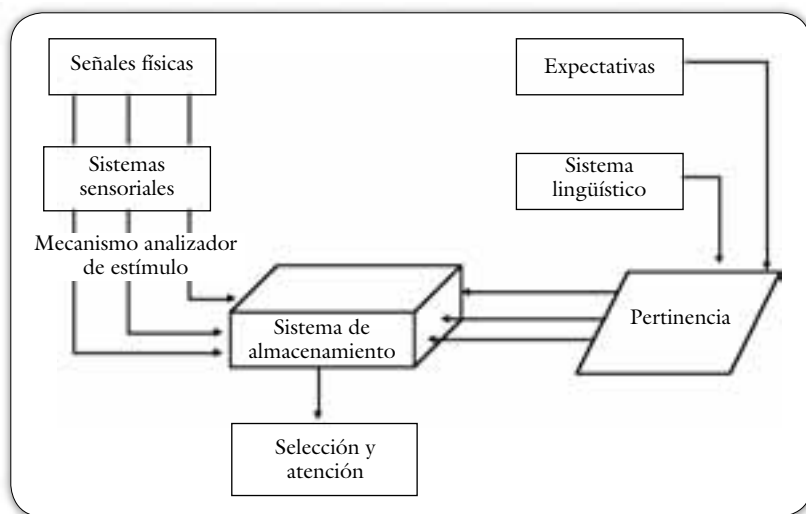 Señales físicas
Expectativas
Sistemas
sensoriales
Sistema
lingüístico
Mecanismo analizador
de estímulo
Sistema de
almacenamiento
Pertinencia
Selección y
atención